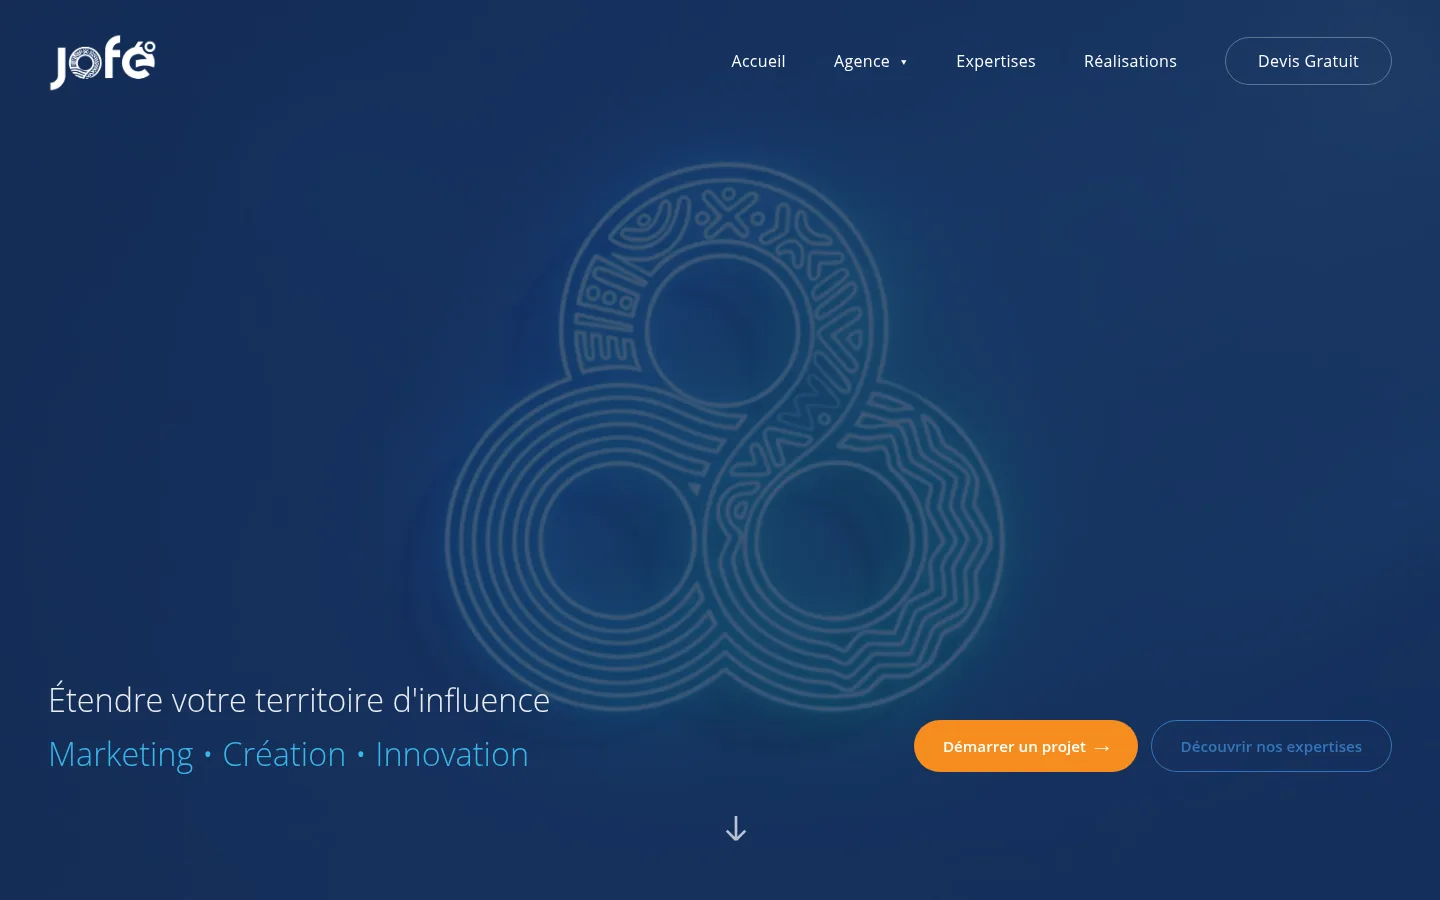 jofé
Accueil
Agence ▾
Expertises
Réalisations
Devis Gratuit
Étendre votre territoire d'influence
Marketing • Création • Innovation
Démarrer un projet →
Découvrir nos expertises